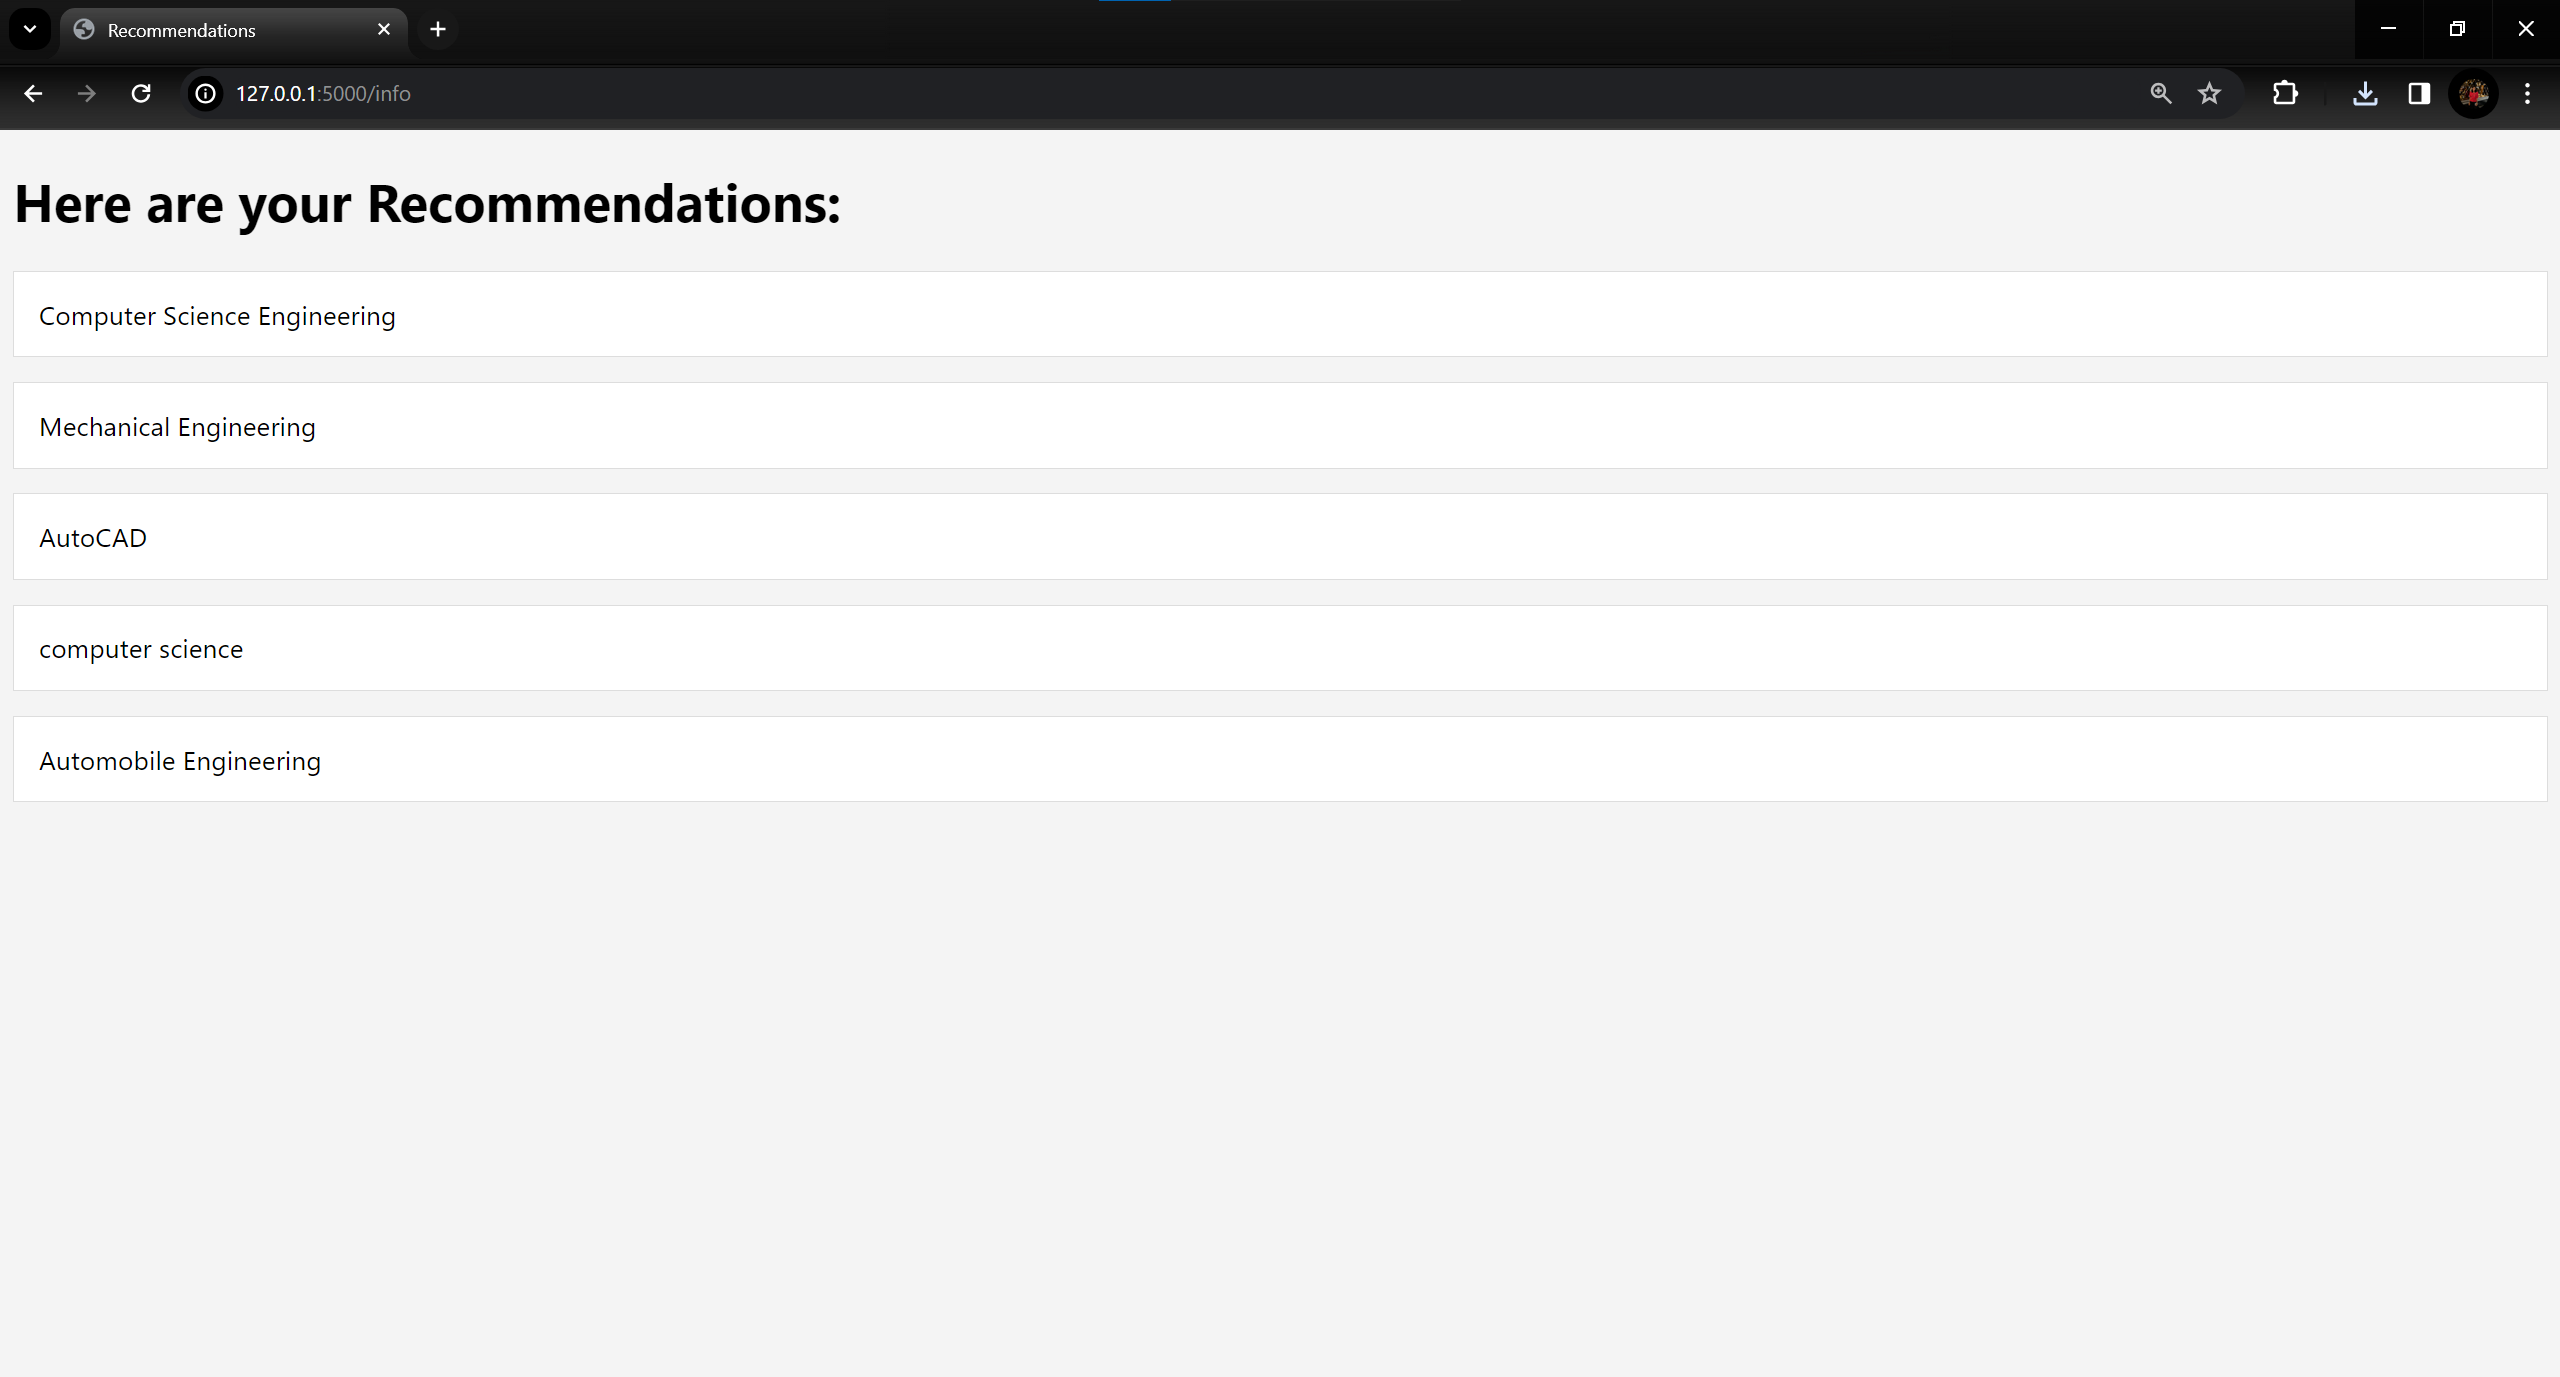 Recommendations
127.0.0.1:5000/info
Here are your Recommendations:
Computer Science Engineering
Mechanical Engineering
AutoCAD
computer science
Automobile Engineering